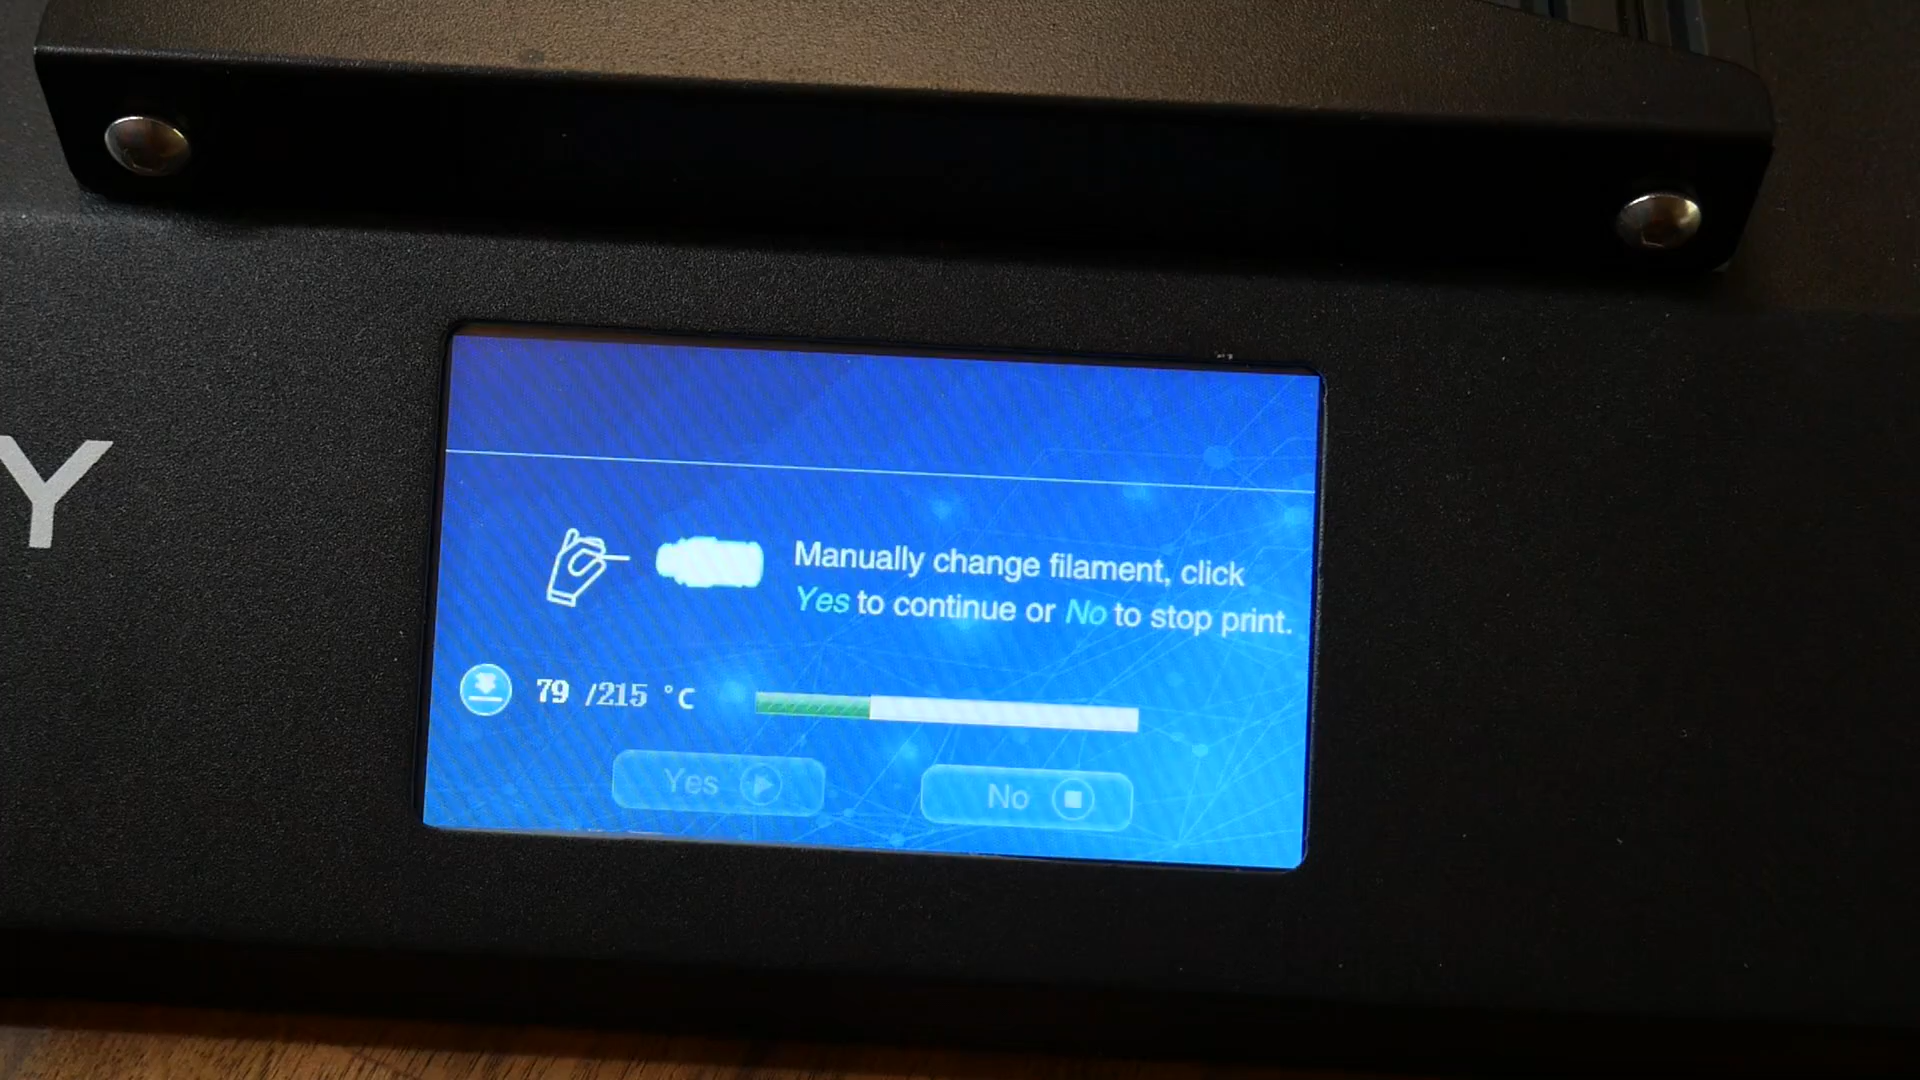 Y
Manually change filament, click
Yes to continue or No to stop print.
79 /215 °C
Yes No